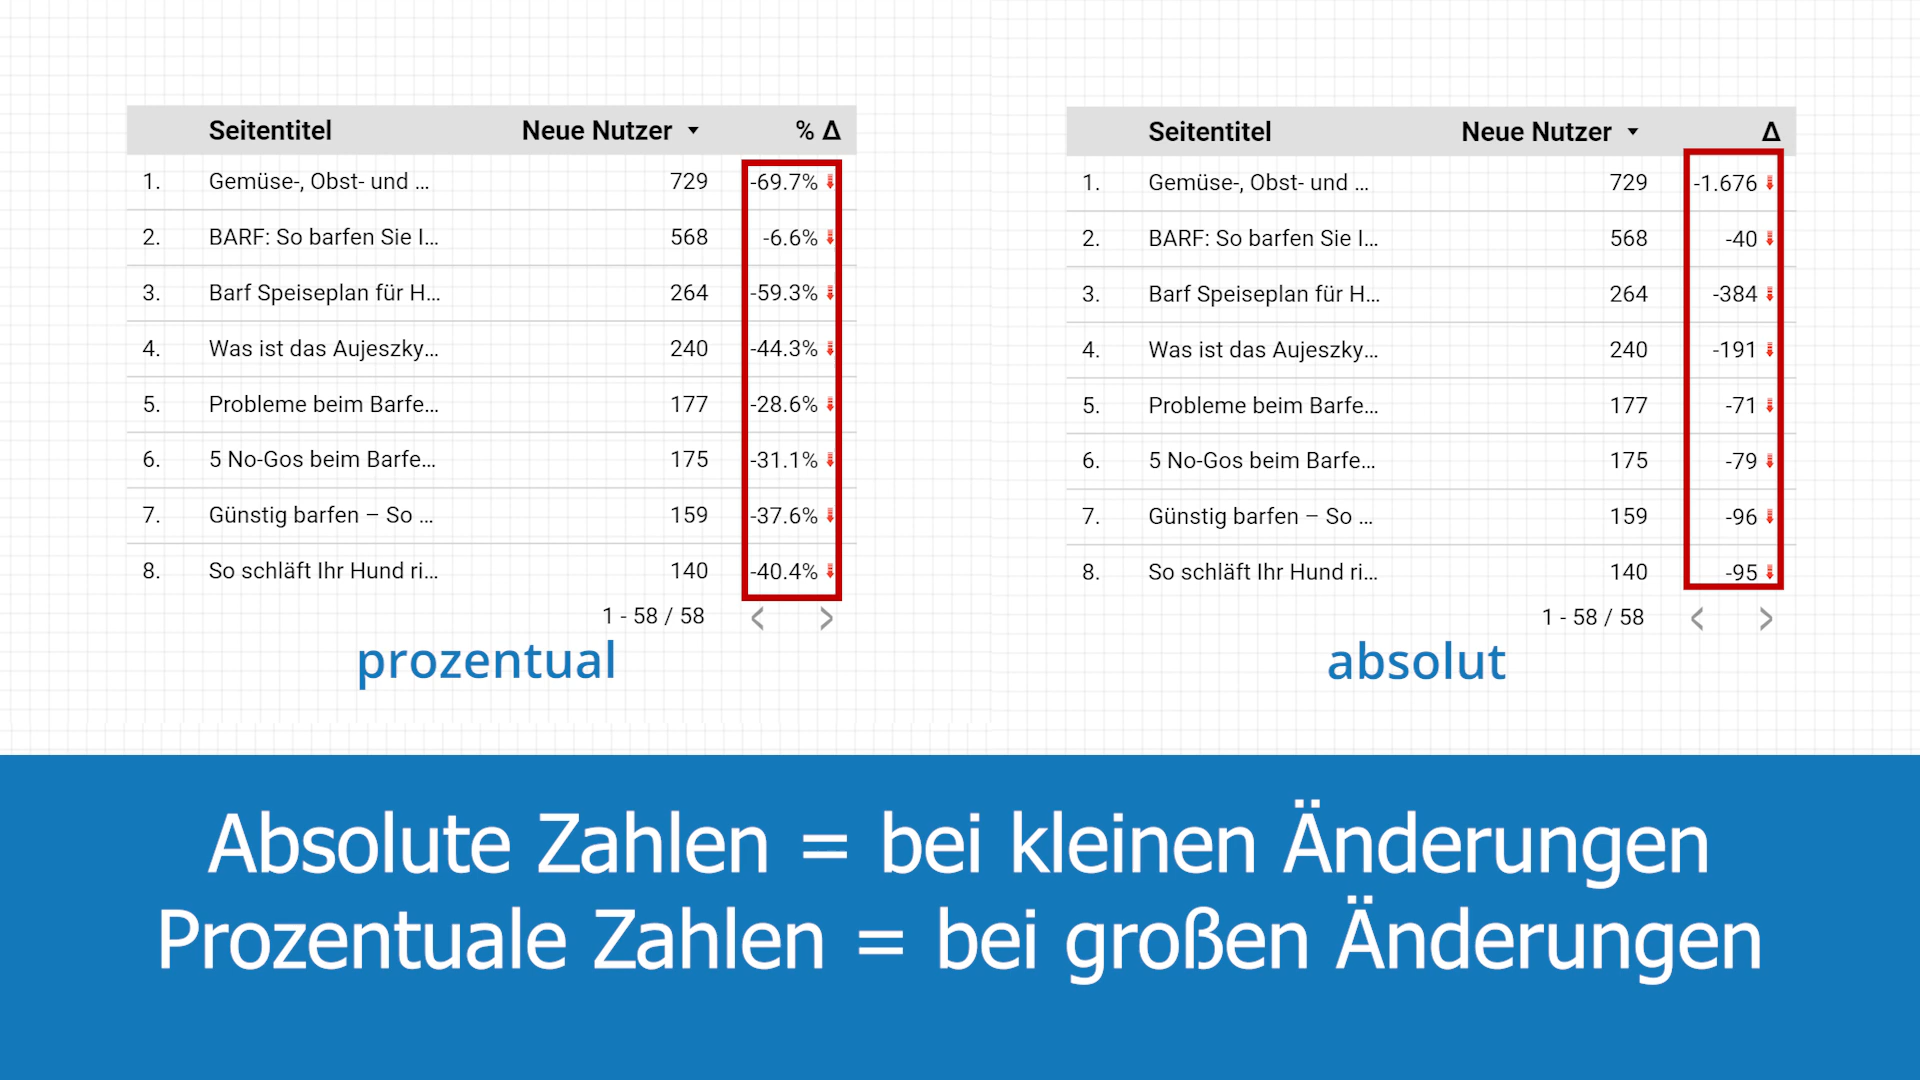 Seitentitel Neue Nutzer % Δ
1. Gemüse-, Obst- und ... 729 -69.7%
2. BARF: So barfen Sie I... 568 -6.6%
3. Barf Speiseplan für H... 264 -59.3%
4. Was ist das Aujeszky... 240 -44.3%
5. Probleme beim Barfe... 177 -28.6%
6. 5 No-Gos beim Barfe... 175 -31.1%
7. Günstig barfen – So ... 159 -37.6%
8. So schläft Ihr Hund ri... 140 -40.4%
1 - 58 / 58 < >
prozentual
Seitentitel Neue Nutzer Δ
1. Gemüse-, Obst- und ... 729 -1.676
2. BARF: So barfen Sie I... 568 -40
3. Barf Speiseplan für H... 264 -384
4. Was ist das Aujeszky... 240 -191
5. Probleme beim Barfe... 177 -71
6. 5 No-Gos beim Barfe... 175 -79
7. Günstig barfen – So ... 159 -96
8. So schläft Ihr Hund ri... 140 -95
1 - 58 / 58 < >
absolut
Absolute Zahlen = bei kleinen Änderungen
Prozentuale Zahlen = bei großen Änderungen